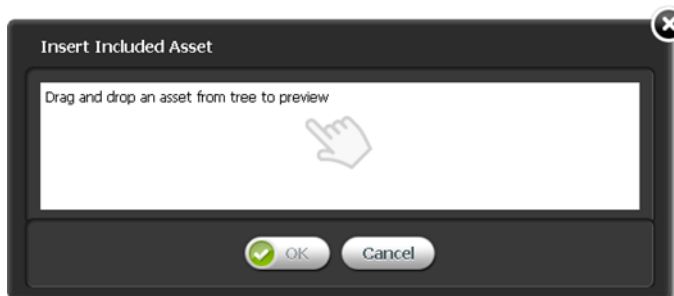 Insert Included Asset
Drag and drop an asset from tree to preview
OK
Cancel